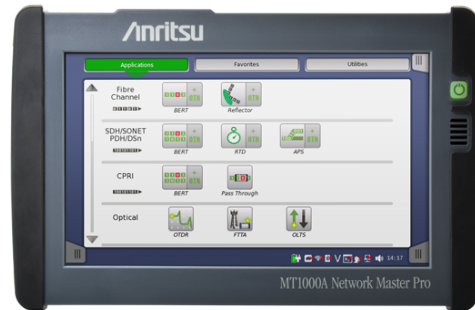 Anritsu
Applications Favorites Utilities
Fibre Channel
BERT Reflector
SDH/SONET
PDH/DSn
BERT RTD APS
CPRI
BERT Pass Through
Optical
OTDR FTTA OLTS
14:17
MT1000A Network Master Pro